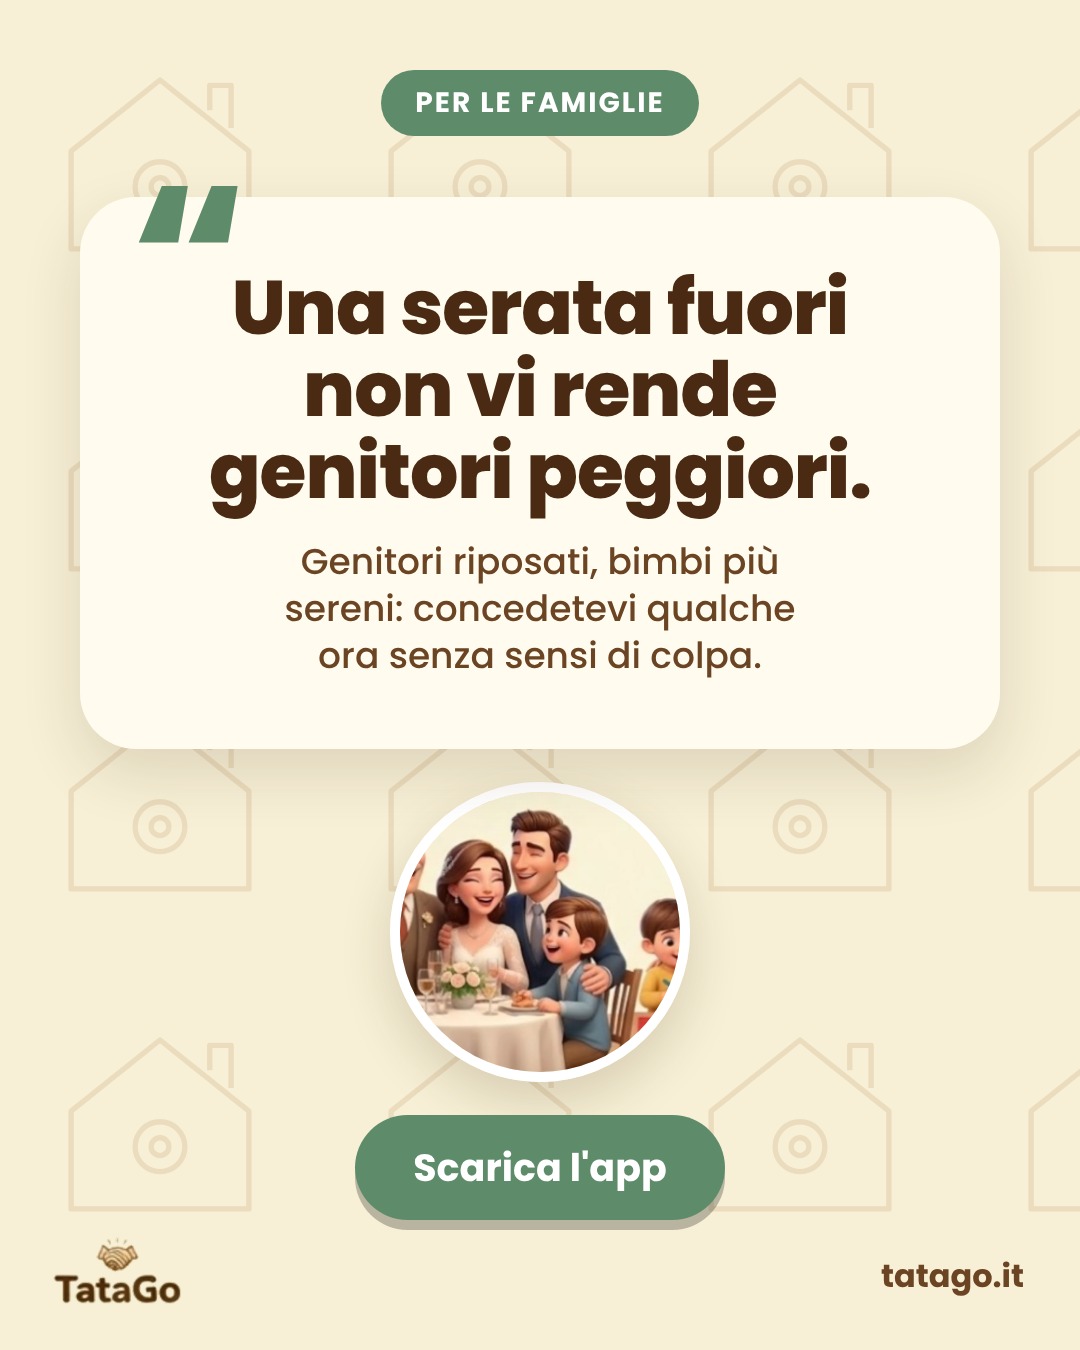 PER LE FAMIGLIE
“
Una serata fuori
non vi rende
genitori peggiori.
Genitori riposati, bimbi più
sereni: concedetevi qualche
ora senza sensi di colpa.
Scarica l'app
TataGo
tatago.it